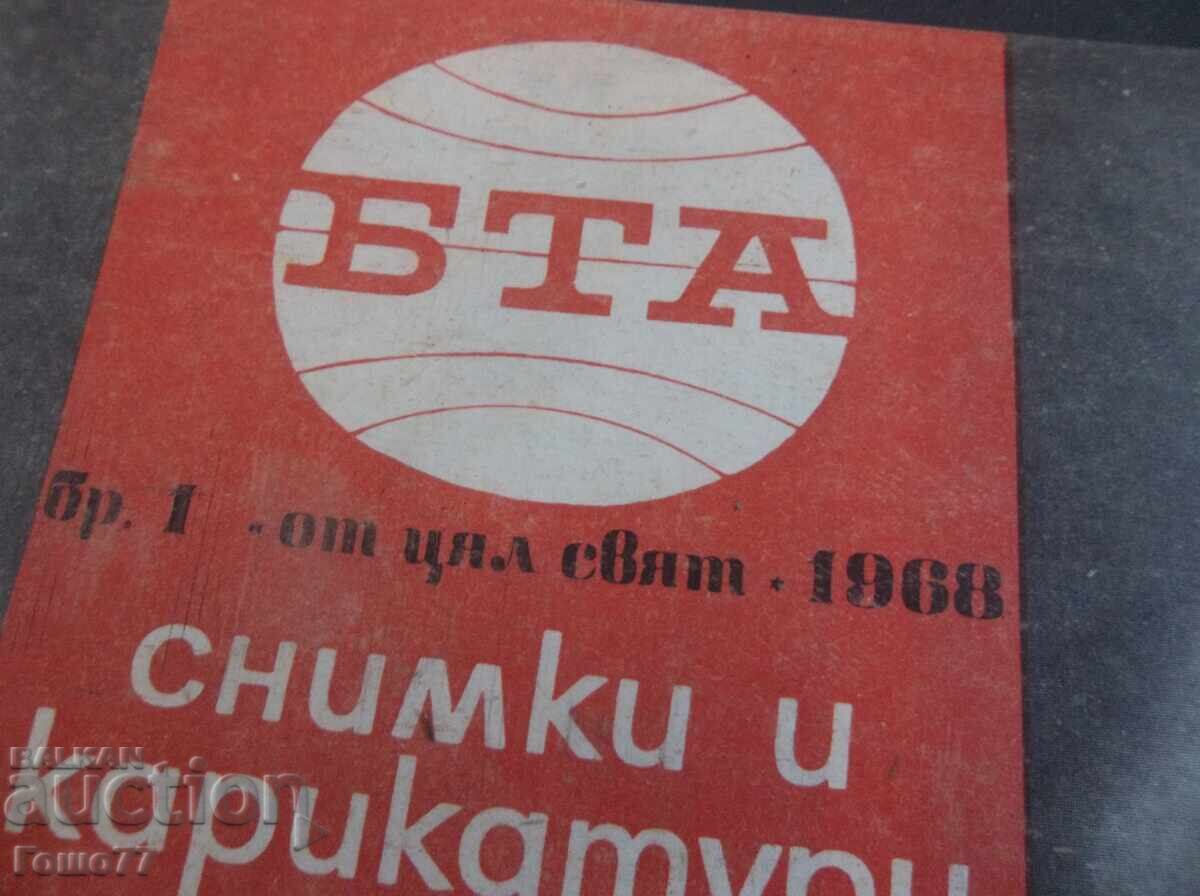 БТА
бр. 1 · от цял свят ⋆ 1968
снимки и
карикатури
BALKAN
auction
Гошо77